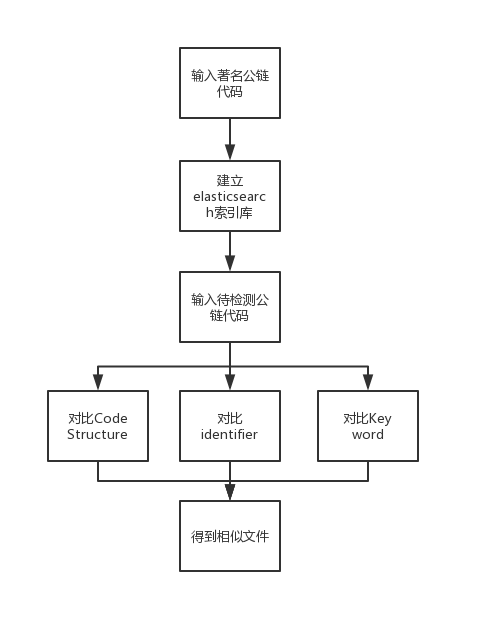 输入著名公链
代码
建立
elasticsearc
h索引库
输入待检测公
链代码
对比Code
Structure
对比
identifier
对比Key
word
得到相似文件